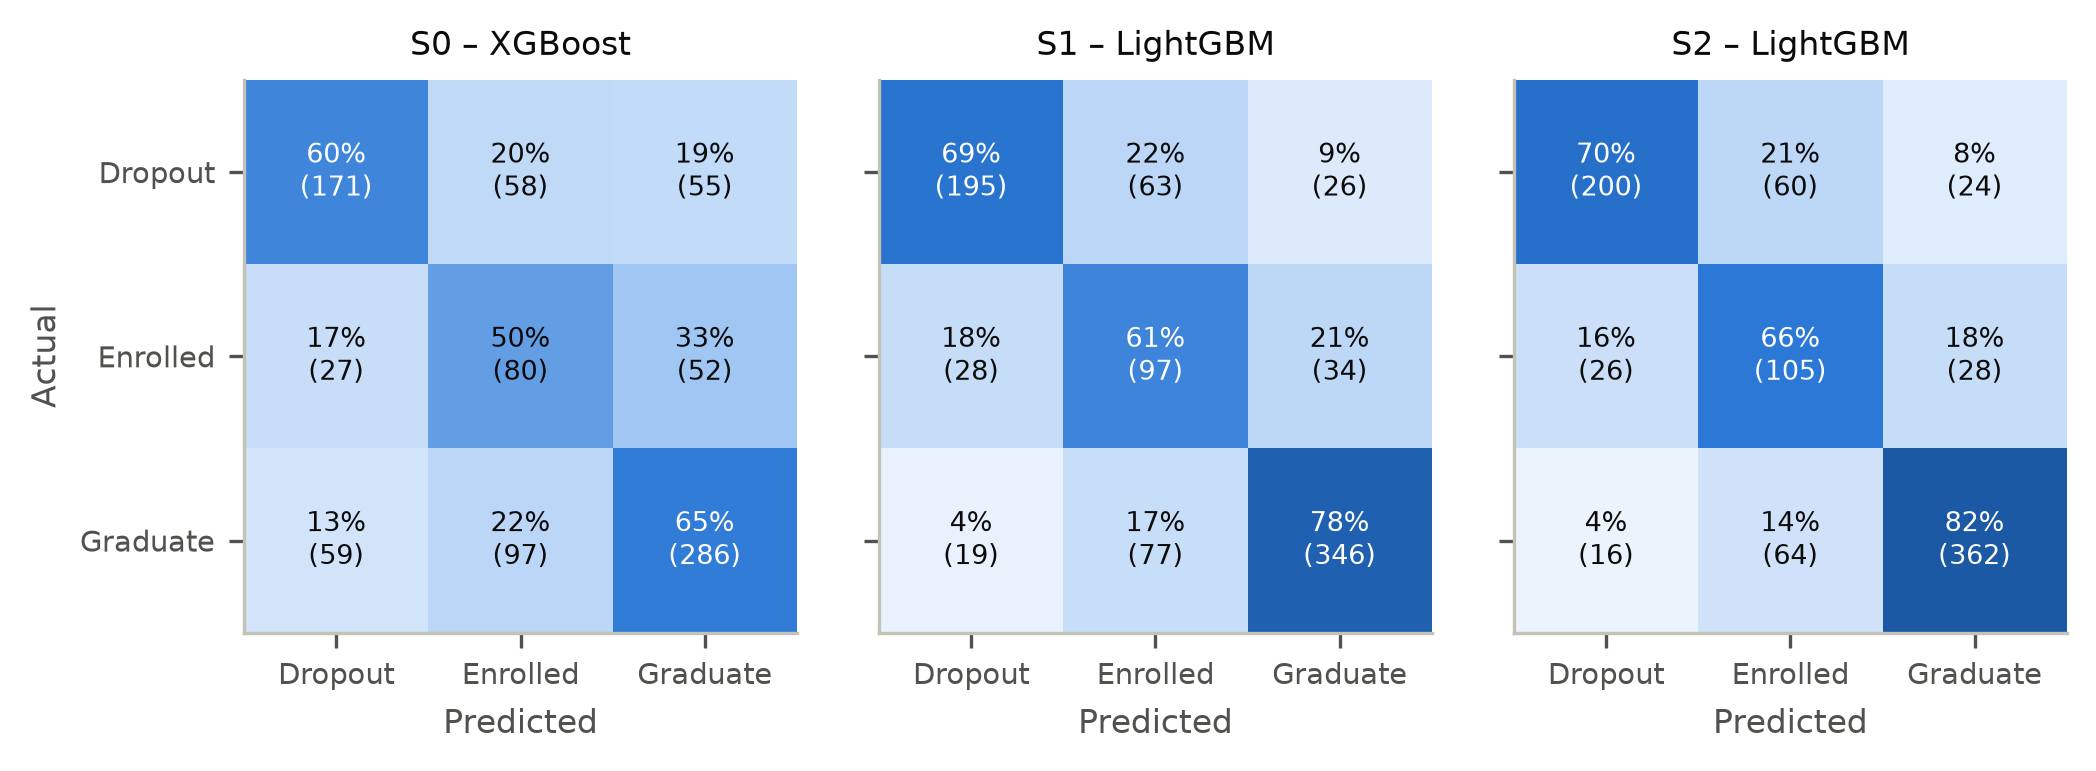 S0 – XGBoost
S1 – LightGBM
S2 – LightGBM
Actual
Dropout
Enrolled
Graduate
60%
(171)
20%
(58)
19%
(55)
17%
(27)
50%
(80)
33%
(52)
13%
(59)
22%
(97)
65%
(286)
Dropout
Enrolled
Graduate
Predicted
69%
(195)
22%
(63)
9%
(26)
18%
(28)
61%
(97)
21%
(34)
4%
(19)
17%
(77)
78%
(346)
Dropout
Enrolled
Graduate
Predicted
70%
(200)
21%
(60)
8%
(24)
16%
(26)
66%
(105)
18%
(28)
4%
(16)
14%
(64)
82%
(362)
Dropout
Enrolled
Graduate
Predicted